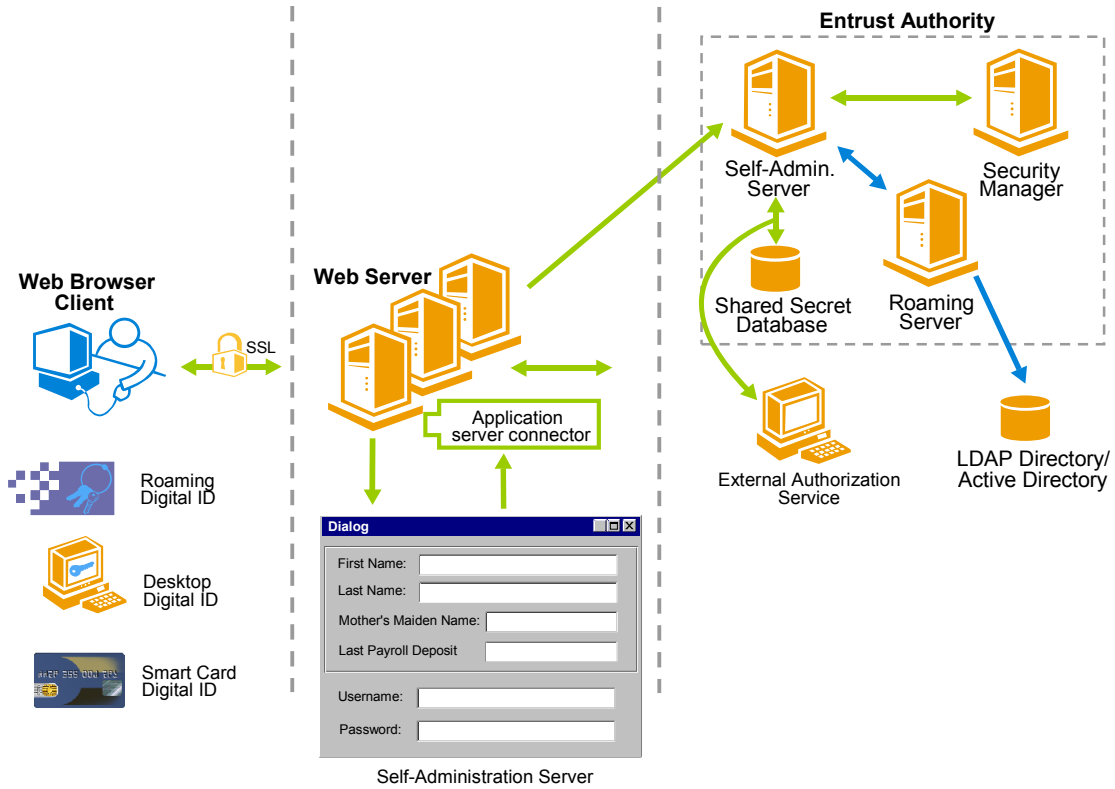 Entrust Authority
Self-Admin.
Server
Security
Manager
Shared Secret
Database
Roaming
Server
External Authorization
Service
LDAP Directory/
Active Directory
Web Browser
Client
SSL
Web Server
Application
server connector
Roaming
Digital ID
Desktop
Digital ID
Smart Card
Digital ID
Dialog
First Name:
Last Name:
Mother's Maiden Name:
Last Payroll Deposit
Username:
Password:
Self-Administration Server